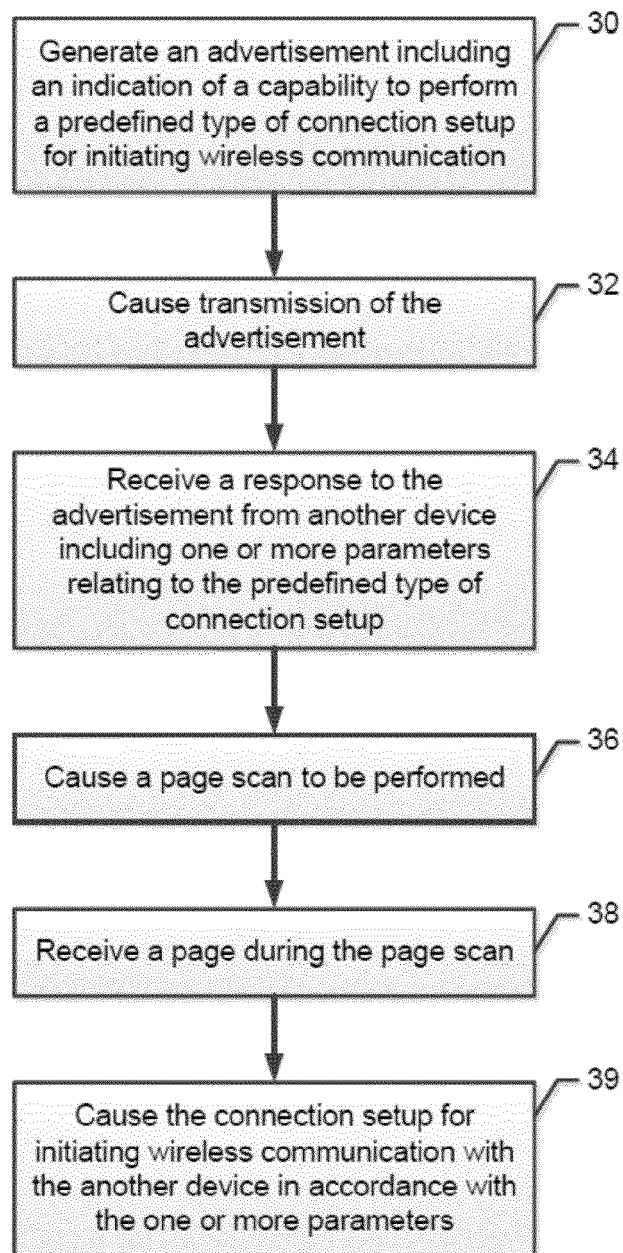 30
Generate an advertisement including
an indication of a capability to perform
a predefined type of connection setup
for initiating wireless communication
32
Cause transmission of the
advertisement
34
Receive a response to the
advertisement from another device
including one or more parameters
relating to the predefined type of
connection setup
36
Cause a page scan to be performed
38
Receive a page during the page scan
39
Cause the connection setup for
initiating wireless communication with
the another device in accordance with
the one or more parameters